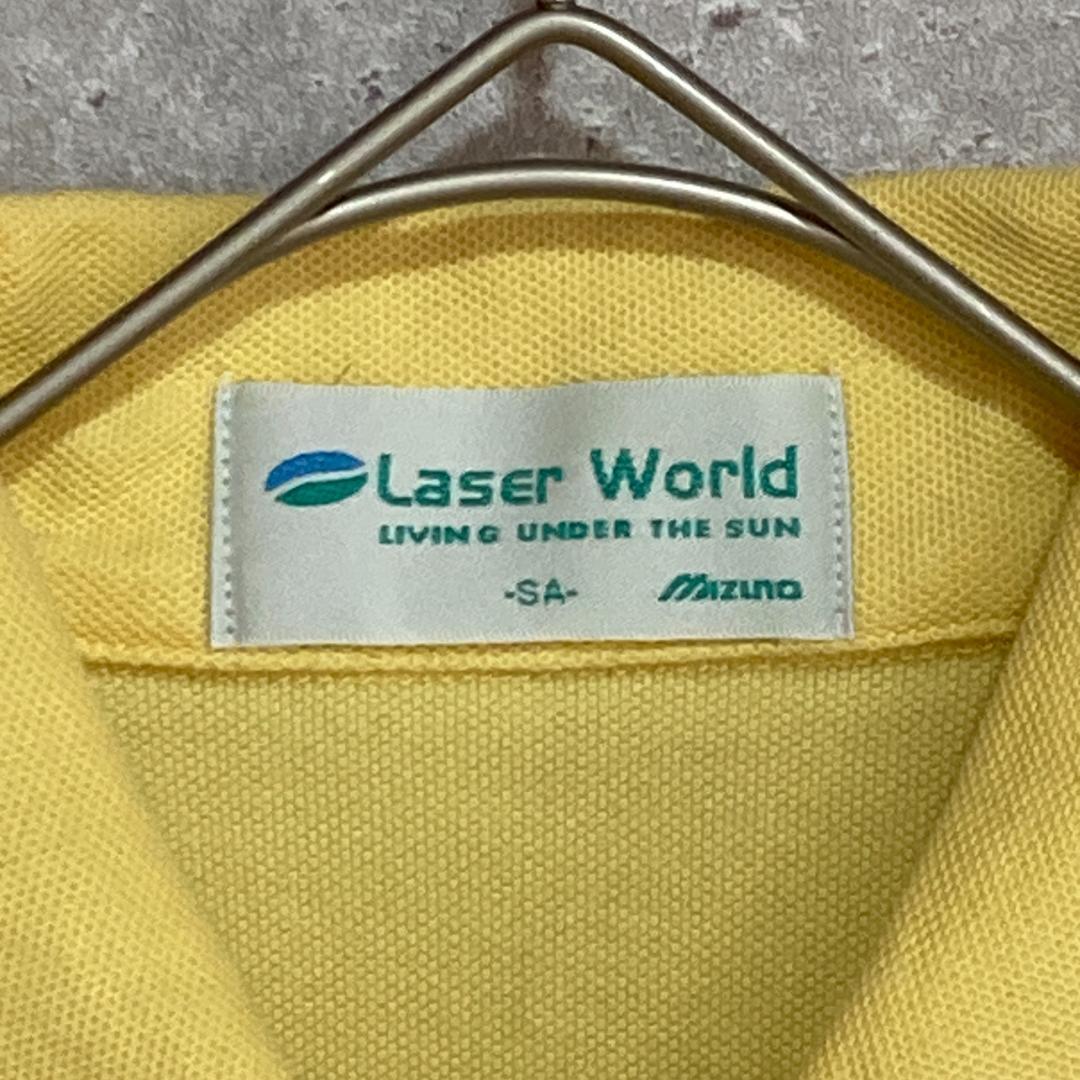 Laser World
LIVING UNDER THE SUN
-SA- Mizuno